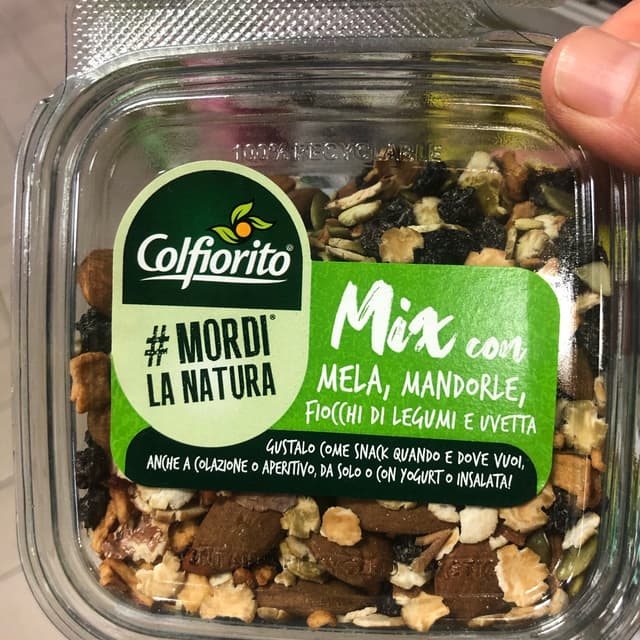 100% RECYCLABLE
Colfiorito®
# MORDI®
LA NATURA
Mix con
MELA, MANDORLE,
FIOCCHI DI LEGUMI E UVETTA
GUSTALO COME SNACK QUANDO E DOVE VUOI,
ANCHE A COLAZIONE O APERITIVO, DA SOLO O CON YOGURT O INSALATA!